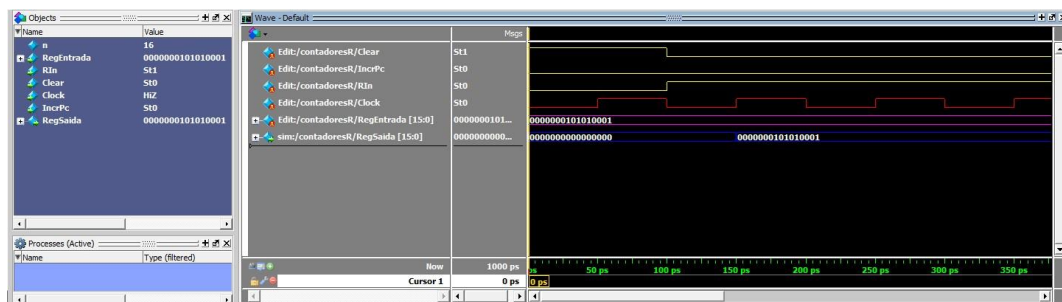 Objects
Name Value
n 16
RegEntrada 0000000101010001
RIn St1
Clear St0
Clock HiZ
IncrPc St0
RegSaida 0000000101010001
Processes (Active)
Name Type (filtered)
Wave - Default
Msgs
Edit:/contadoresR/Clear St1
Edit:/contadoresR/IncrPc St0
Edit:/contadoresR/RIn St0
Edit:/contadoresR/Clock St0
Edit:/contadoresR/RegEntrada [15:0] 0000000101... 0000000101010001
sim:/contadoresR/RegSaida [15:0] 0000000000... 0000000000000000 0000000101010001
Now 1000 ps ps 50 ps 100 ps 150 ps 200 ps 250 ps 300 ps 350 ps
Cursor 1 0 ps 0 ps